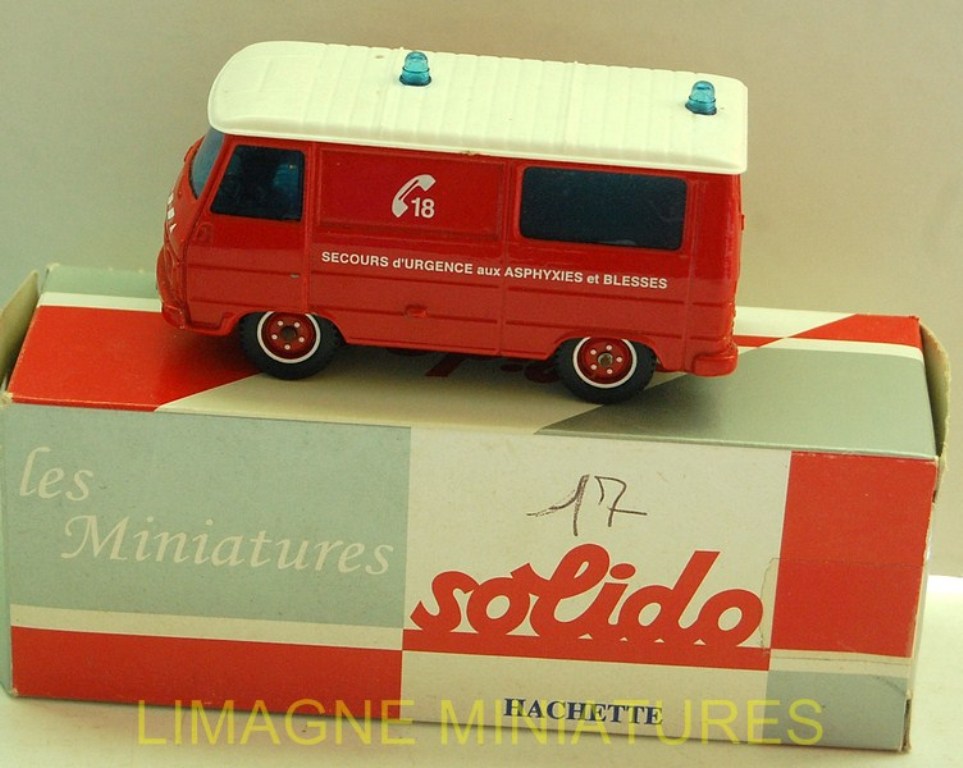 18
SECOURS d'URGENCE aux ASPHYXIES et BLESSES
les
Miniatures
17
solido
HACHETTE
LIMAGNE MINIATURES